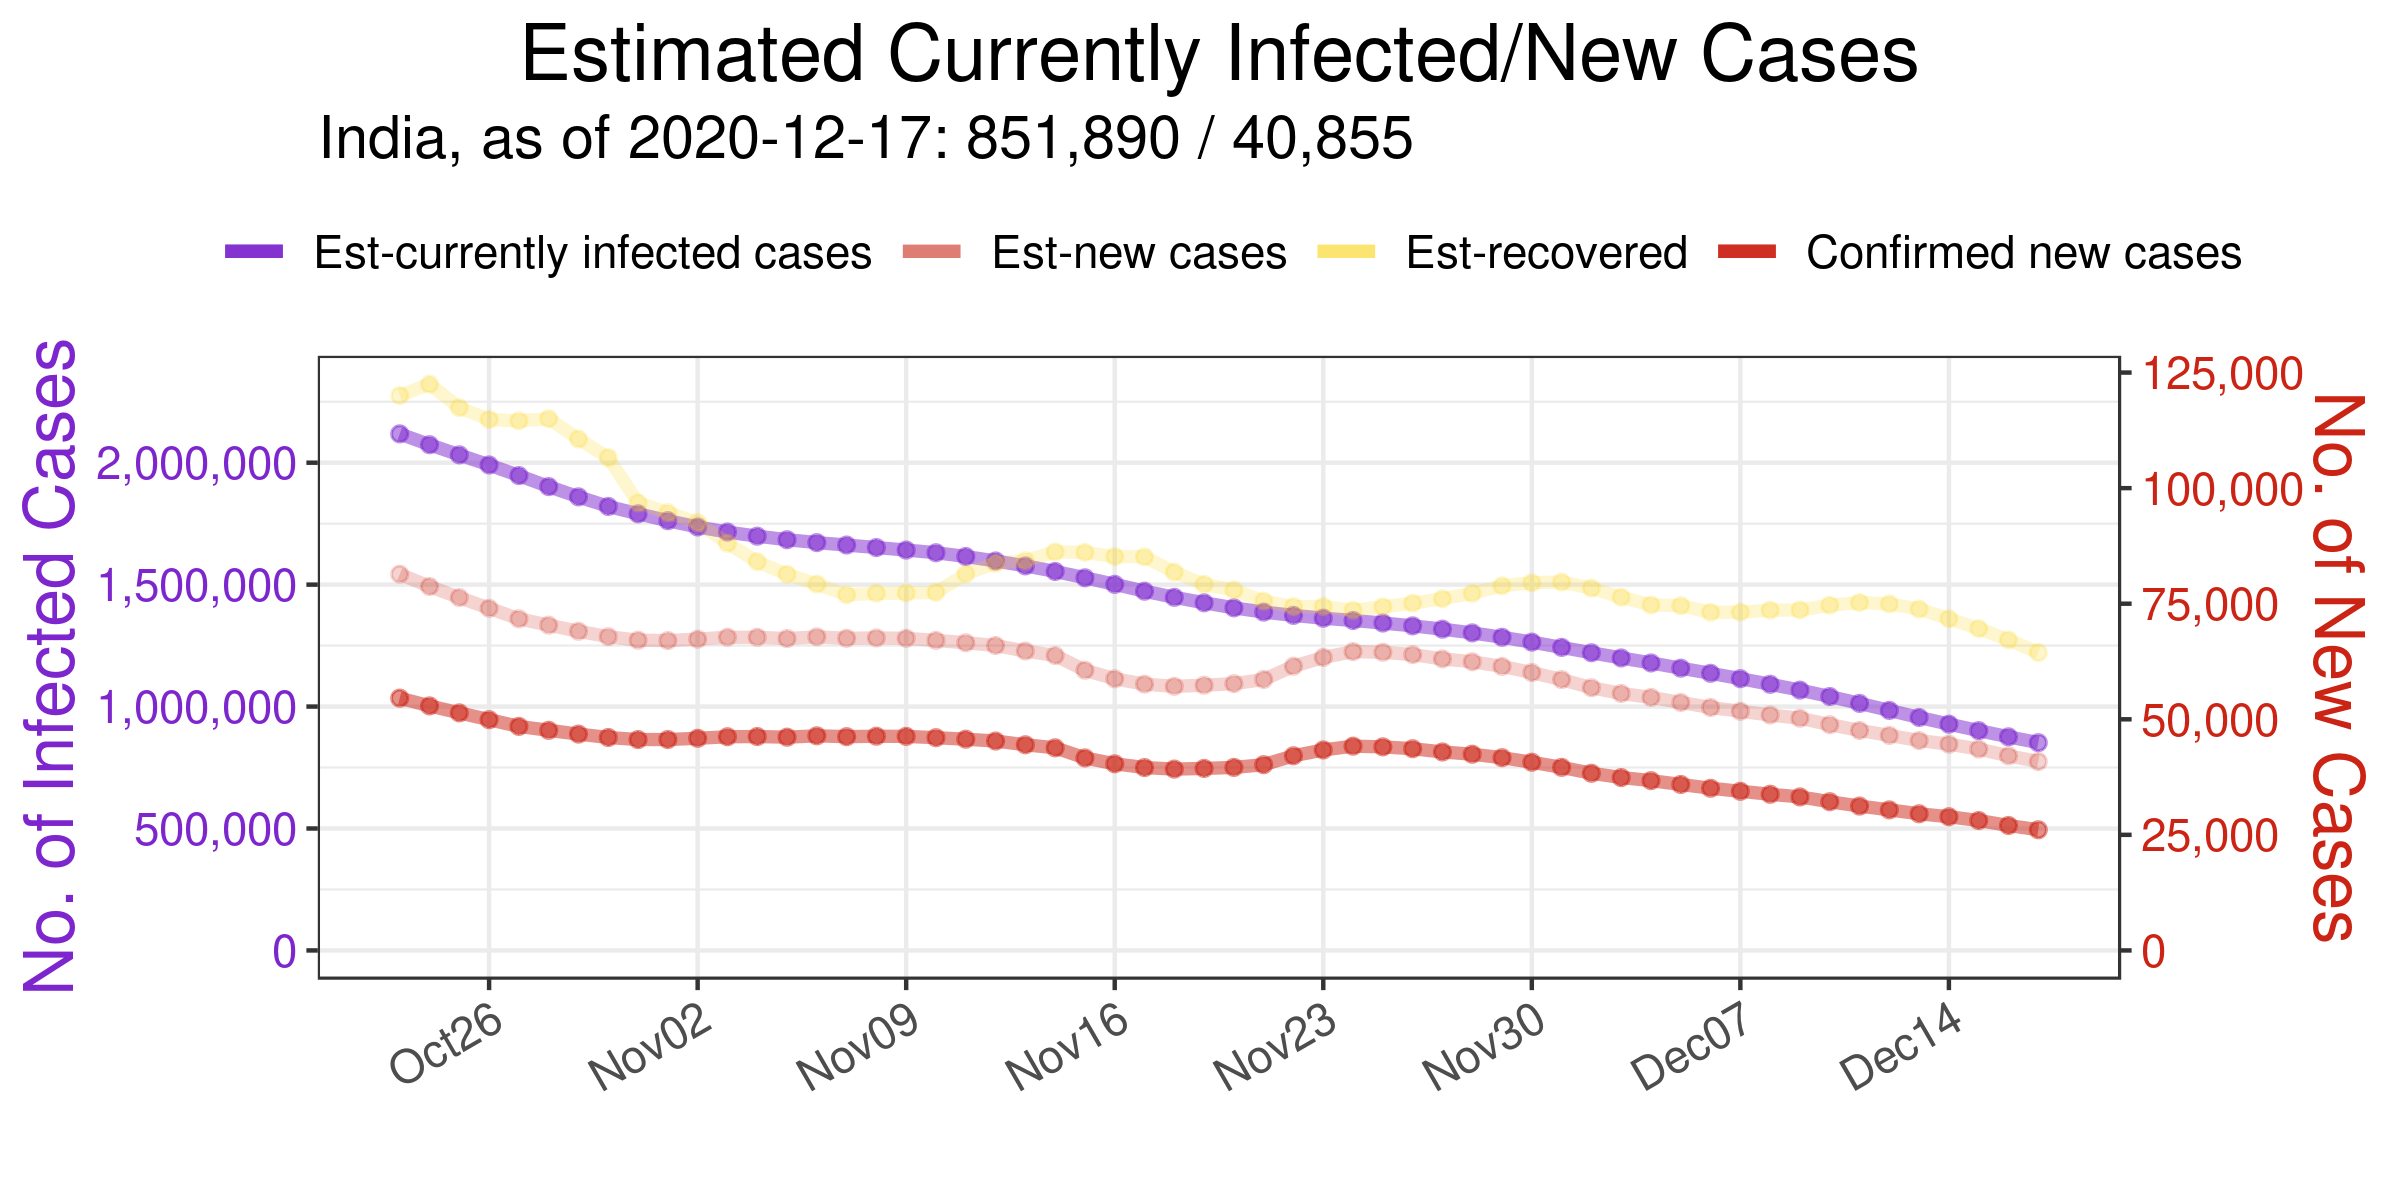 Estimated Currently Infected/New Cases
India, as of 2020-12-17: 851,890 / 40,855
Est-currently infected cases Est-new cases Est-recovered Confirmed new cases
No. of Infected Cases
2,000,000
1,500,000
1,000,000
500,000
0
125,000
100,000
75,000
50,000
25,000
0
No. of New Cases
Oct26 Nov02 Nov09 Nov16 Nov23 Nov30 Dec07 Dec14